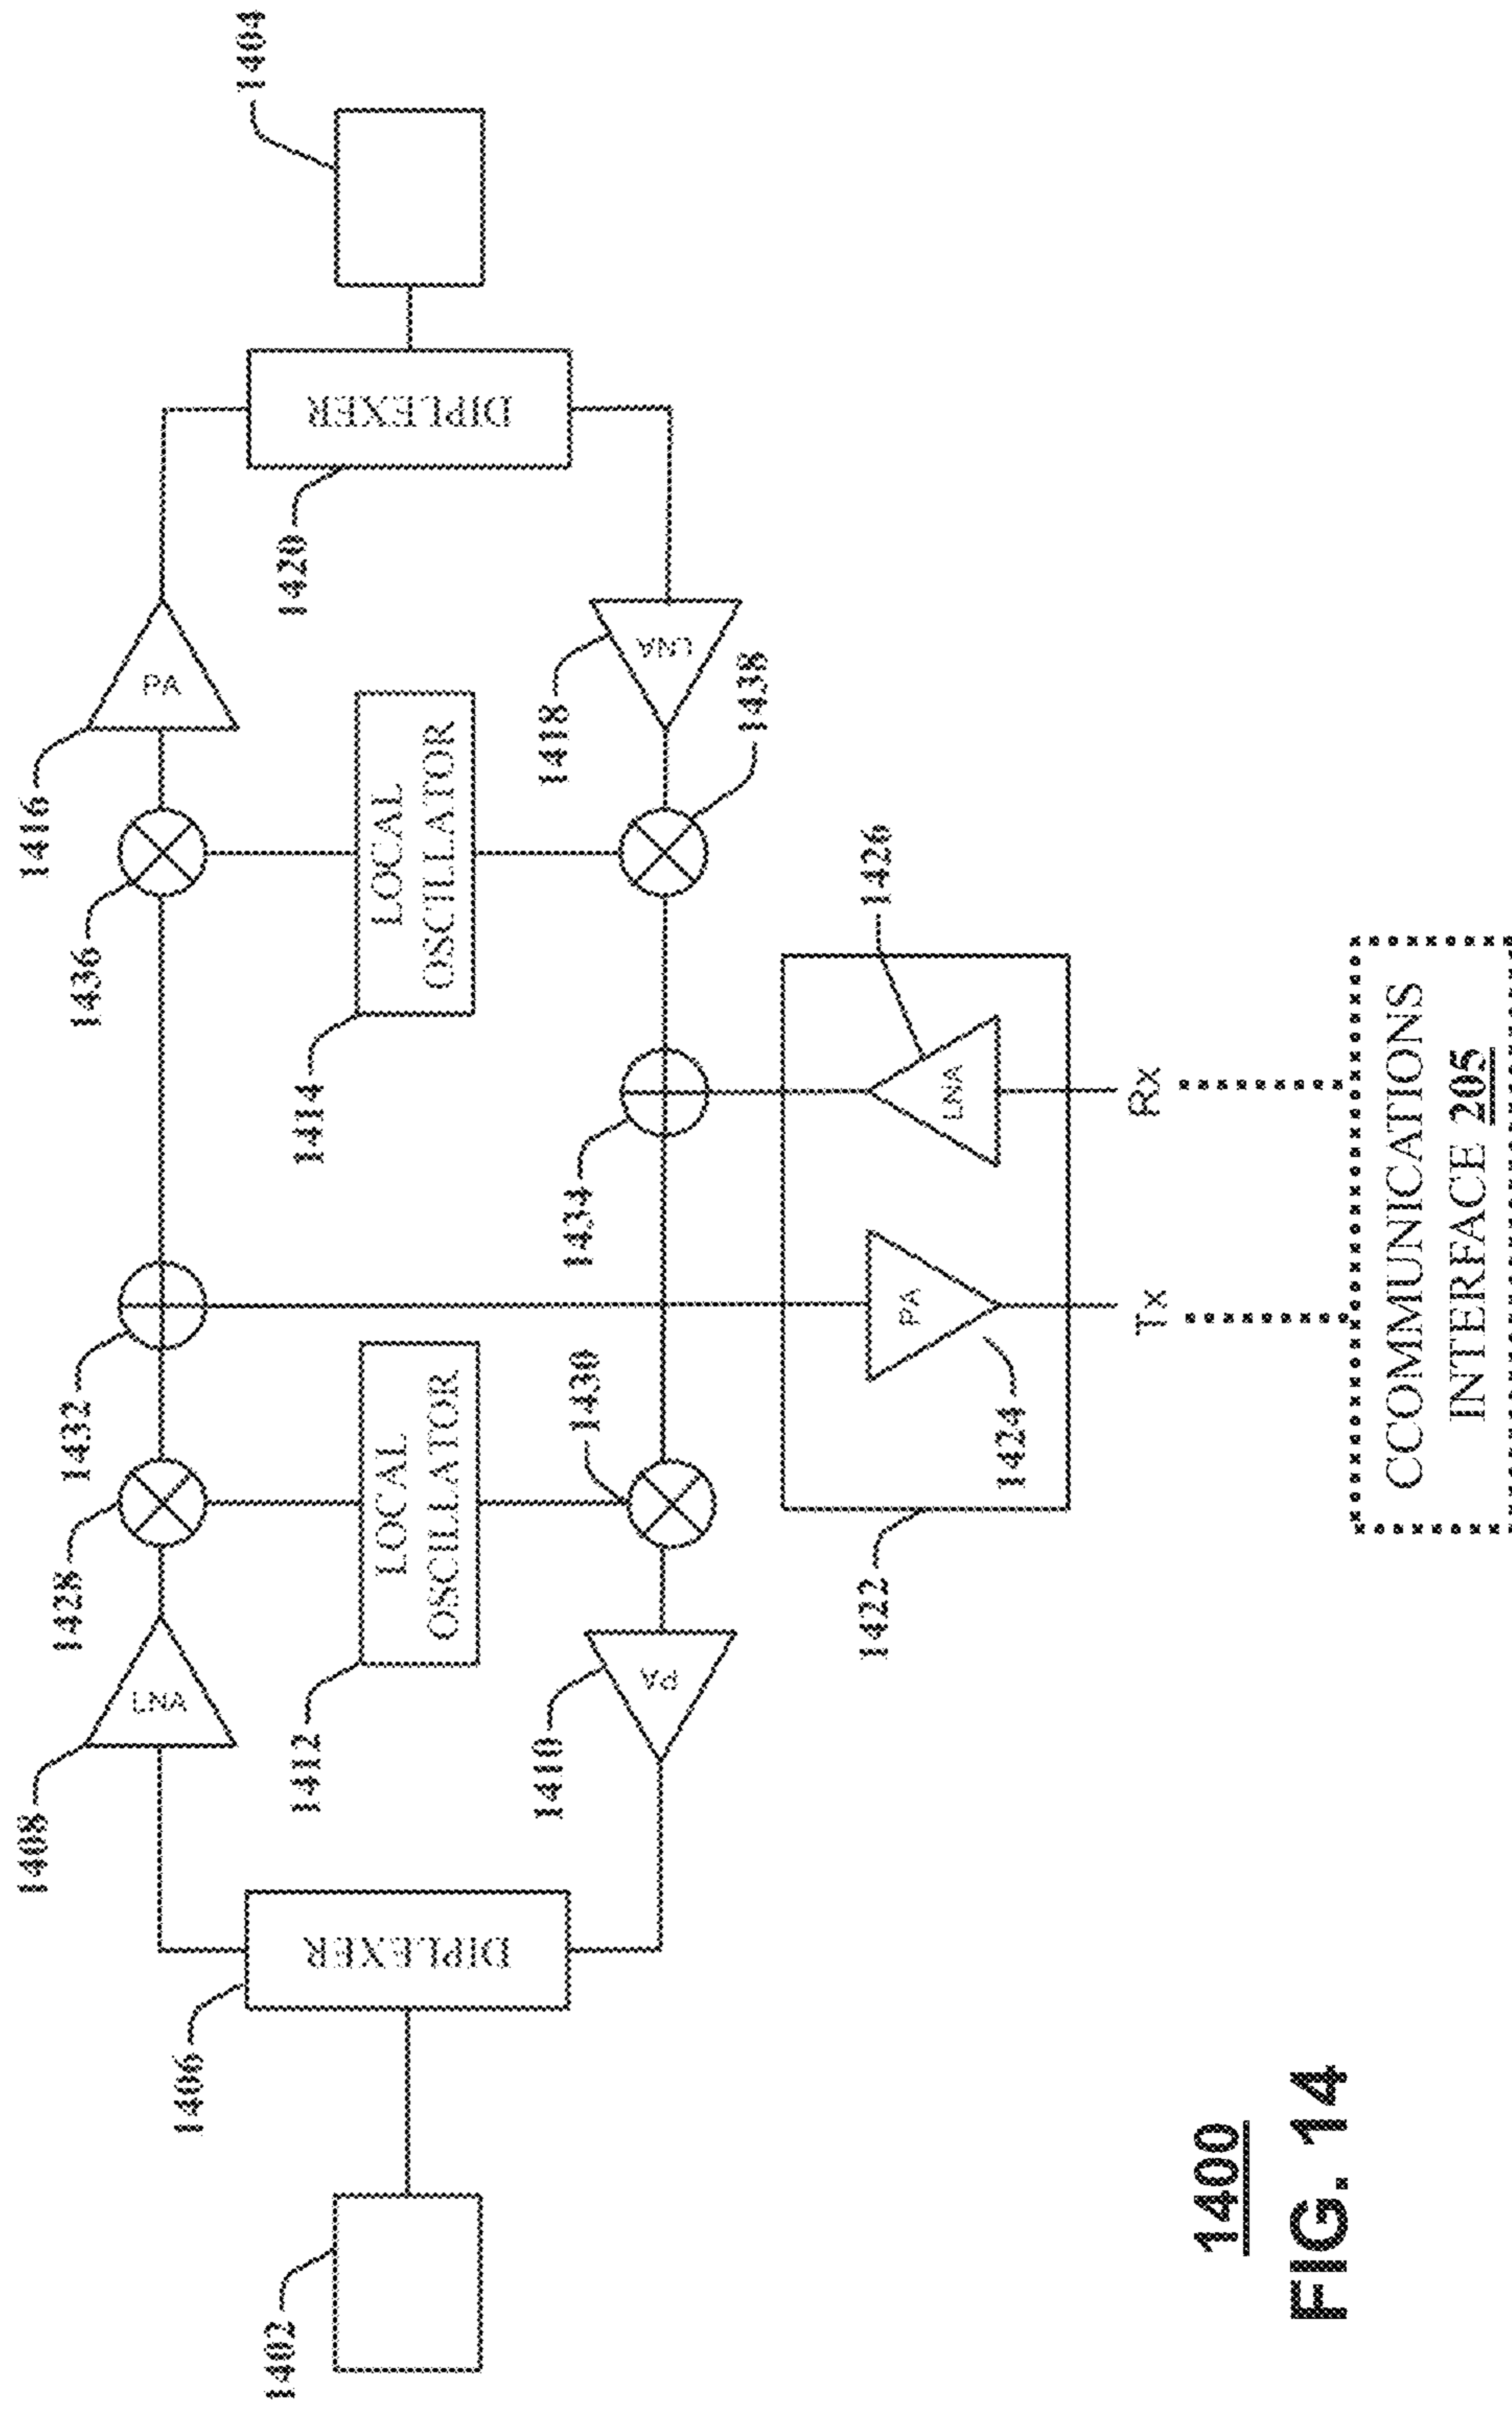 1408
1416
1428
1432
1436
LNA
PA
1406
1404
1402
1412
1414
1420
DIPLEXER
LOCAL
OSCILLATOR
LOCAL
OSCILLATOR
DIPLEXER
1410
1430
1434
1418
PA
LNA
1438
1422
1426
PA
LNA
1424
Tx
Rx
CCOMMUNICATIONS
INTERFACE 205
1400
FIG. 14